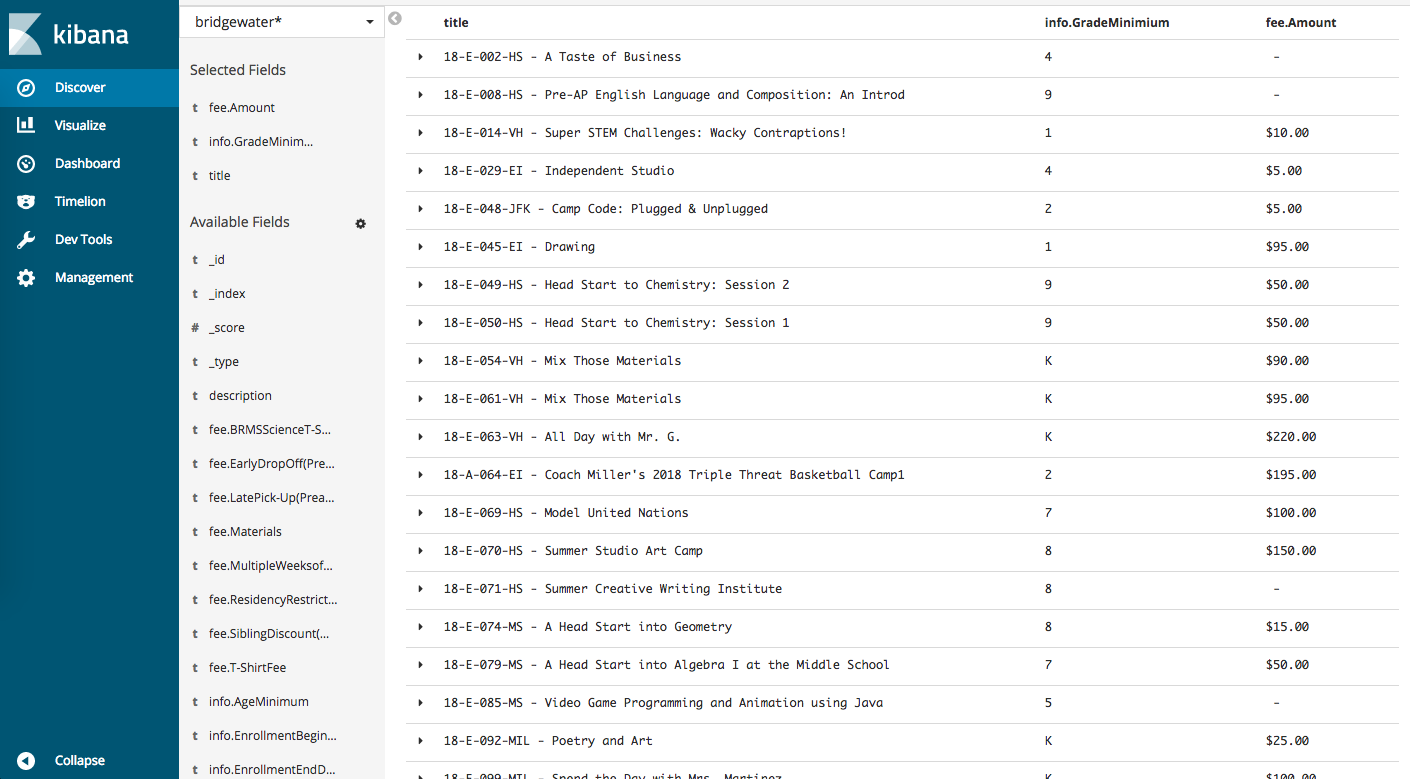 kibana
Discover
Visualize
Dashboard
Timelion
Dev Tools
Management
Collapse
bridgewater*
Selected Fields
t fee.Amount
t info.GradeMinim...
t title
Available Fields
t _id
t _index
# _score
t _type
t description
t fee.BRMSScienceT-S...
t fee.EarlyDropOff(Pre...
t fee.LatePick-Up(Prea...
t fee.Materials
t fee.MultipleWeeksof...
t fee.ResidencyRestrict...
t fee.SiblingDiscount(...
t fee.T-ShirtFee
t info.AgeMinimum
t info.EnrollmentBegin...
t info.EnrollmentEndD...
title info.GradeMinimium fee.Amount
18-E-002-HS - A Taste of Business 4 -
18-E-008-HS - Pre-AP English Language and Composition: An Introd 9 -
18-E-014-VH - Super STEM Challenges: Wacky Contraptions! 1 $10.00
18-E-029-EI - Independent Studio 4 $5.00
18-E-048-JFK - Camp Code: Plugged & Unplugged 2 $5.00
18-E-045-EI - Drawing 1 $95.00
18-E-049-HS - Head Start to Chemistry: Session 2 9 $50.00
18-E-050-HS - Head Start to Chemistry: Session 1 9 $50.00
18-E-054-VH - Mix Those Materials K $90.00
18-E-061-VH - Mix Those Materials K $95.00
18-E-063-VH - All Day with Mr. G. K $220.00
18-A-064-EI - Coach Miller's 2018 Triple Threat Basketball Camp1 2 $195.00
18-E-069-HS - Model United Nations 7 $100.00
18-E-070-HS - Summer Studio Art Camp 8 $150.00
18-E-071-HS - Summer Creative Writing Institute 8 -
18-E-074-MS - A Head Start into Geometry 8 $15.00
18-E-079-MS - A Head Start into Algebra I at the Middle School 7 $50.00
18-E-085-MS - Video Game Programming and Animation using Java 5 -
18-E-092-MIL - Poetry and Art K $25.00
18-E-099-MIL - Spend the Day with Mrs. Martinez K $100.00